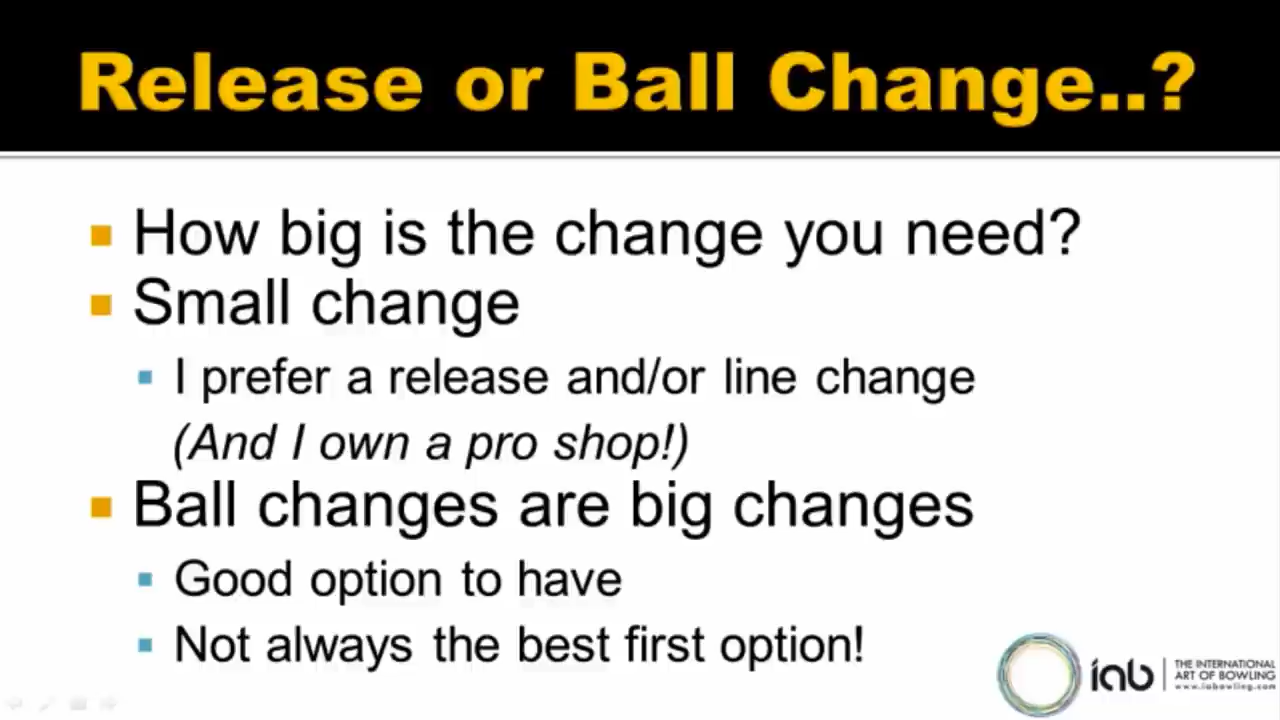 Release or Ball Change..?
How big is the change you need?
Small change
I prefer a release and/or line change
(And I own a pro shop!)
Ball changes are big changes
Good option to have
Not always the best first option!
iab
THE INTERNATIONAL
ART OF BOWLING
www.iabowling.com